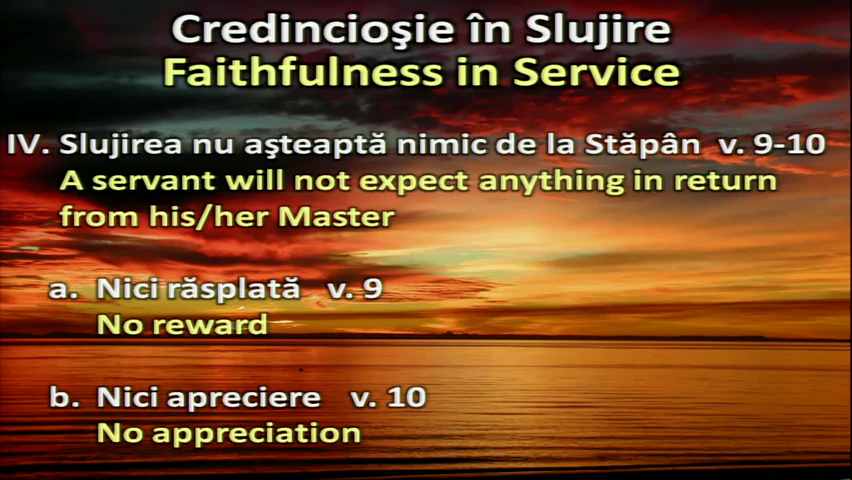 Credincioşie în Slujire
Faithfulness in Service
IV. Slujirea nu aşteaptă nimic de la Stăpân v. 9-10
A servant will not expect anything in return
from his/her Master
a. Nici răsplată v. 9
No reward
b. Nici apreciere v. 10
No appreciation